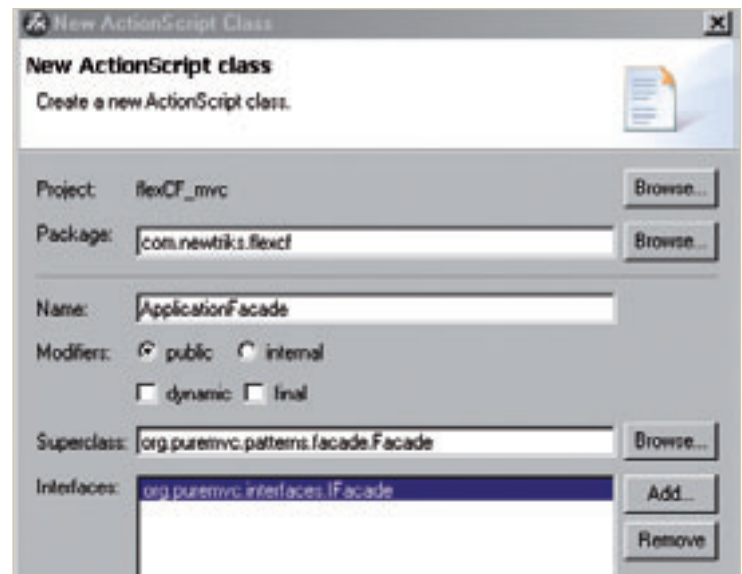 New ActionScript Class
New ActionScript class
Create a new ActionScript class.
Project: flexCF_mvc Browse...
Package: com.newtriks.flexcf Browse...
Name: ApplicationFacade
Modifiers: public internal
dynamic final
Superclass: org.puremvc.patterns.facade.Facade Browse...
Interfaces: org.puremvc.interfaces.IFacade Add...
Remove